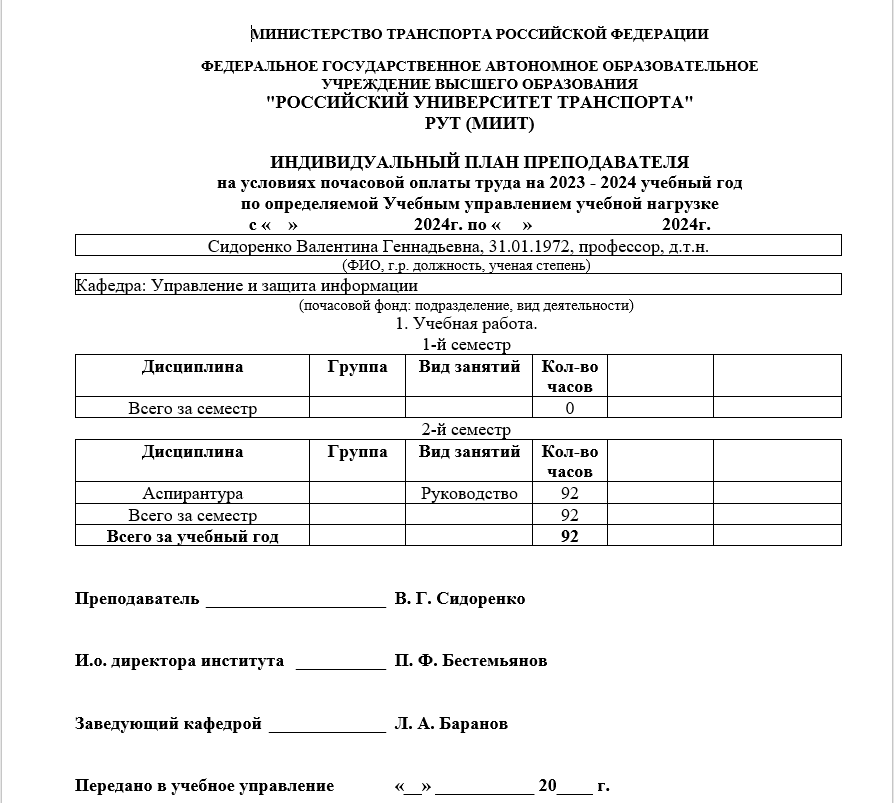 МИНИСТЕРСТВО ТРАНСПОРТА РОССИЙСКОЙ ФЕДЕРАЦИИ
ФЕДЕРАЛЬНОЕ ГОСУДАРСТВЕННОЕ АВТОНОМНОЕ ОБРАЗОВАТЕЛЬНОЕ
УЧРЕЖДЕНИЕ ВЫСШЕГО ОБРАЗОВАНИЯ
"РОССИЙСКИЙ УНИВЕРСИТЕТ ТРАНСПОРТА"
РУТ (МИИТ)
ИНДИВИДУАЛЬНЫЙ ПЛАН ПРЕПОДАВАТЕЛЯ
на условиях почасовой оплаты труда на 2023 - 2024 учебный год
по определяемой Учебным управлением учебной нагрузке
с « » 2024г. по « » 2024г.
Сидоренко Валентина Геннадьевна, 31.01.1972, профессор, д.т.н.
(ФИО, г.р. должность, ученая степень)
Кафедра: Управление и защита информации
(почасовой фонд: подразделение, вид деятельности)
1. Учебная работа.
1-й семестр
Дисциплина Группа Вид занятий Кол-во
часов
Всего за семестр 0
2-й семестр
Дисциплина Группа Вид занятий Кол-во
часов
Аспирантура Руководство 92
Всего за семестр 92
Всего за учебный год 92
Преподаватель ____________________ В. Г. Сидоренко
И.о. директора института __________ П. Ф. Бестемьянов
Заведующий кафедрой _____________ Л. А. Баранов
Передано в учебное управление «__» ___________ 20____ г.